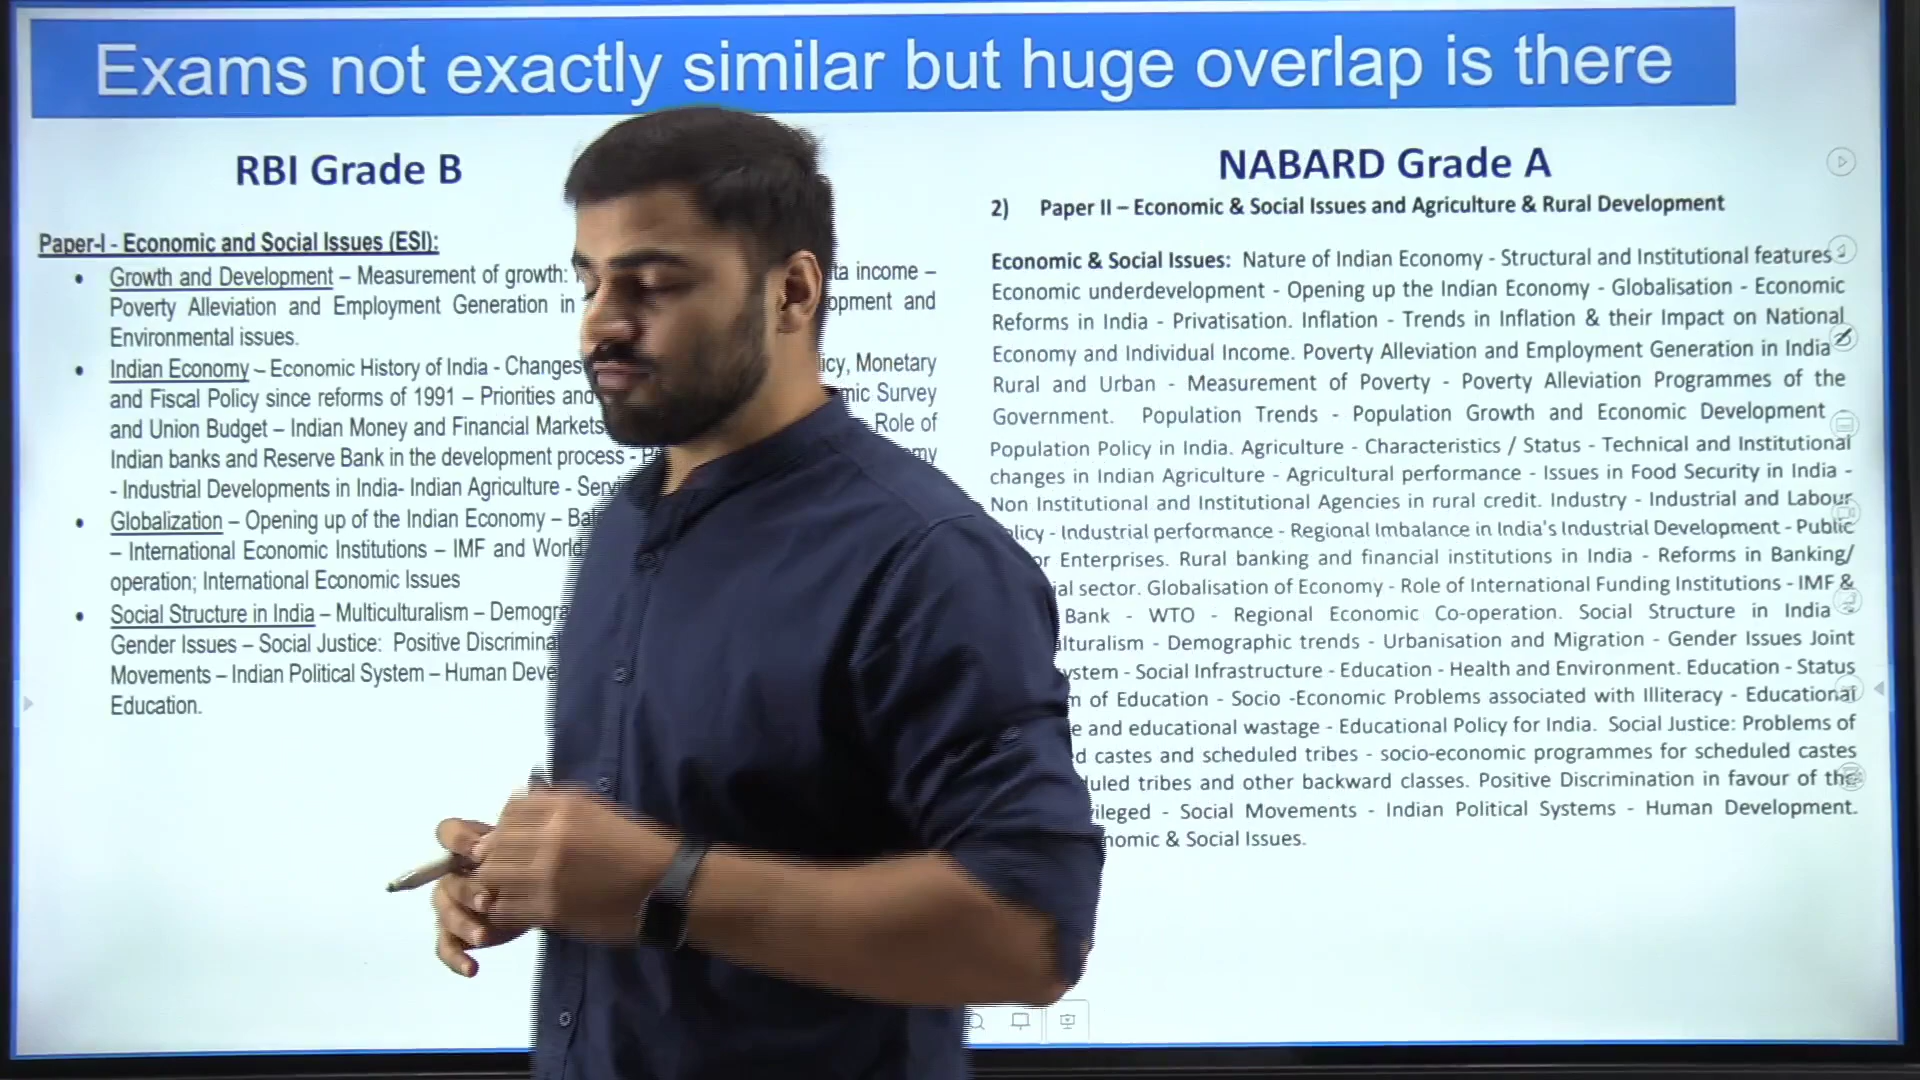 Exams not exactly similar but huge overlap is there
RBI Grade B
Paper-I - Economic and Social Issues (ESI):
• Growth and Development – Measurement of growth: income –
Poverty Alleviation and Employment Generation in and
Environmental issues.
• Indian Economy – Economic History of India - Changes Monetary
and Fiscal Policy since reforms of 1991 – Priorities and Survey
and Union Budget – Indian Money and Financial Markets Role of
Indian banks and Reserve Bank in the development process -
- Industrial Developments in India- Indian Agriculture -
• Globalization – Opening up of the Indian Economy –
– International Economic Institutions – IMF and World
operation; International Economic Issues
• Social Structure in India – Multiculturalism –
Gender Issues – Social Justice: Positive
Movements – Indian Political System – Human
Education.
NABARD Grade A
2) Paper II – Economic & Social Issues and Agriculture & Rural Development
Economic & Social Issues: Nature of Indian Economy - Structural and Institutional features
Economic underdevelopment - Opening up the Indian Economy - Globalisation - Economic
Reforms in India - Privatisation. Inflation - Trends in Inflation & their Impact on National
Economy and Individual Income. Poverty Alleviation and Employment Generation in India
Rural and Urban - Measurement of Poverty - Poverty Alleviation Programmes of the
Government. Population Trends - Population Growth and Economic Development
Population Policy in India. Agriculture - Characteristics / Status - Technical and Institutional
changes in Indian Agriculture - Agricultural performance - Issues in Food Security in India -
Non Institutional and Institutional Agencies in rural credit. Industry - Industrial and Labour
- Industrial performance - Regional Imbalance in India's Industrial Development - Public
Enterprises. Rural banking and financial institutions in India - Reforms in Banking/
sector. Globalisation of Economy - Role of International Funding Institutions - IMF &
Bank - WTO - Regional Economic Co-operation. Social Structure in India
- Demographic trends - Urbanisation and Migration - Gender Issues Joint
- Social Infrastructure - Education - Health and Environment. Education - Status
of Education - Socio -Economic Problems associated with Illiteracy - Educational
and educational wastage - Educational Policy for India. Social Justice: Problems of
castes and scheduled tribes - socio-economic programmes for scheduled castes
tribes and other backward classes. Positive Discrimination in favour of the
- Social Movements - Indian Political Systems - Human Development.
& Social Issues.